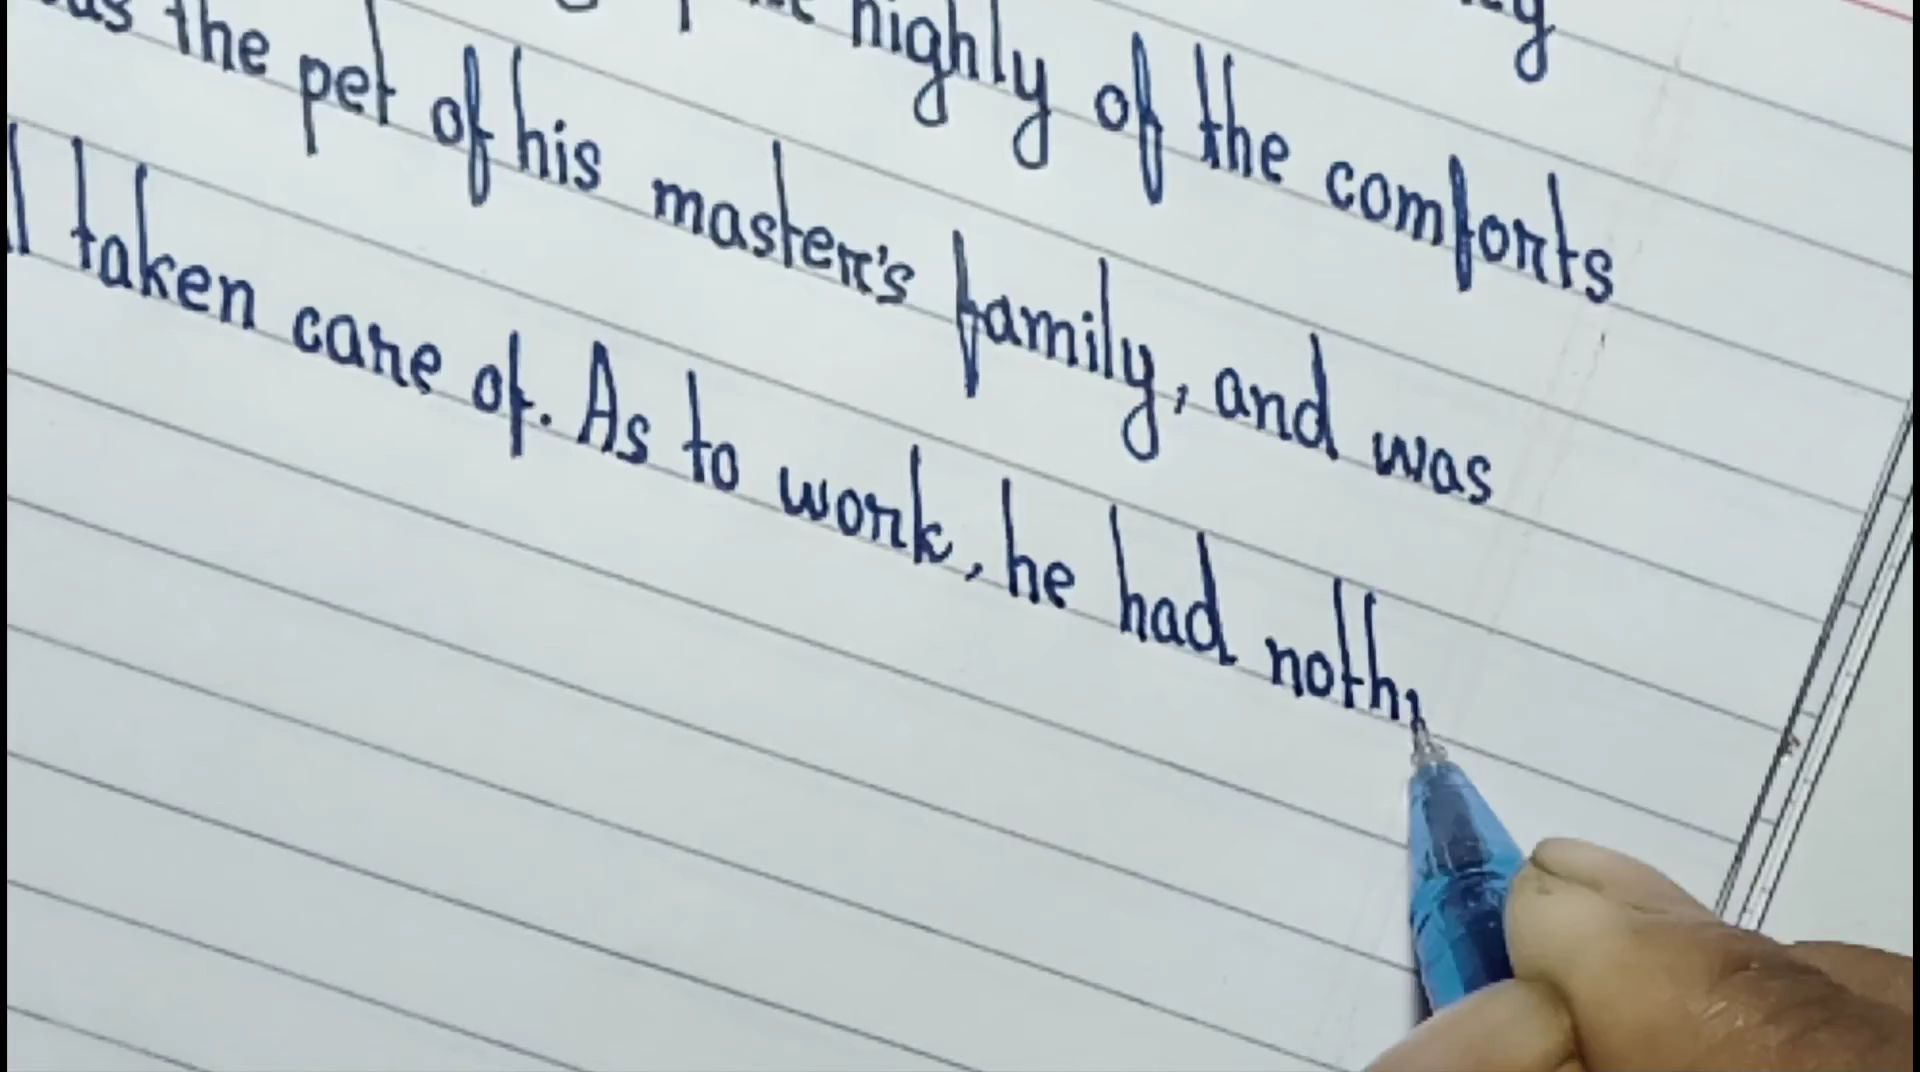 highly of the comforts
the pet of his master's family, and was
taken care of. As to work, he had noth